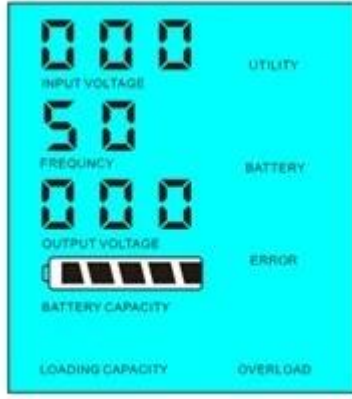 000
INPUT VOLTAGE
UTILITY
50
FREQUNCY
BATTERY
000
OUTPUT VOLTAGE
ERROR
BATTERY CAPACITY
LOADING CAPACITY
OVERLOAD